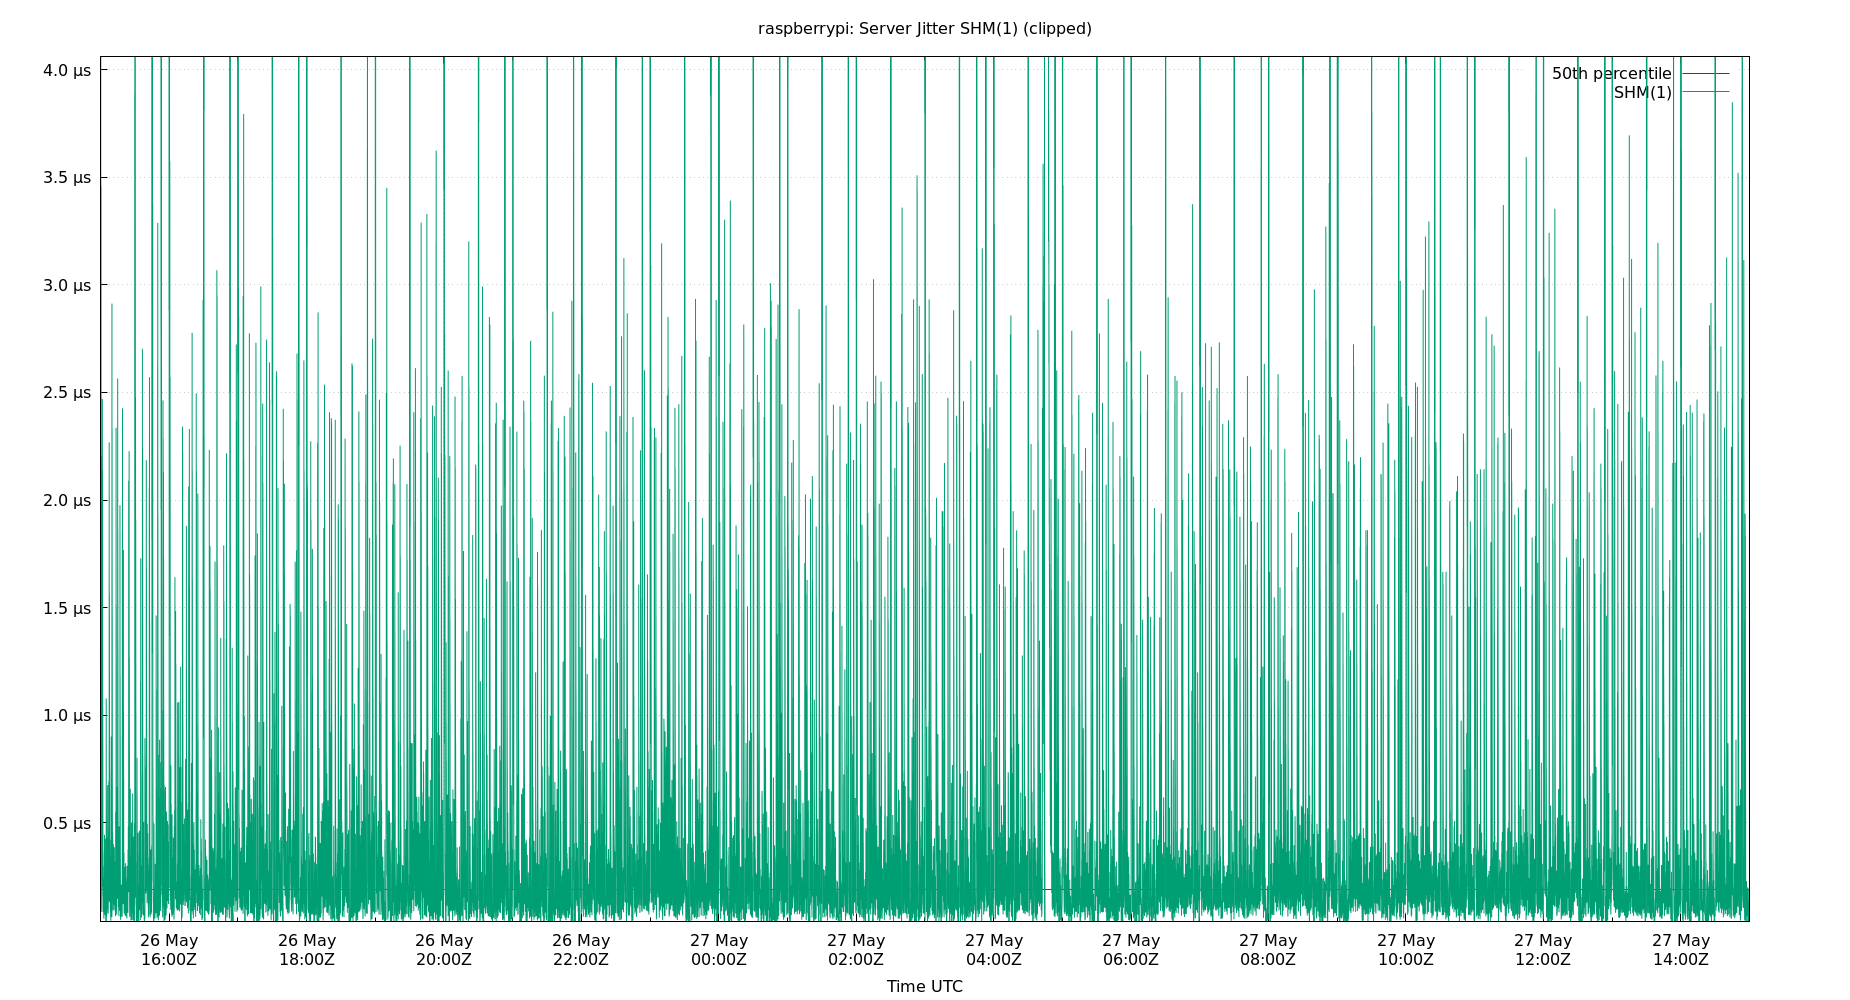 raspberrypi: Server Jitter SHM(1) (clipped)
50th percentile
SHM(1)
4.0 µs
3.5 µs
3.0 µs
2.5 µs
2.0 µs
1.5 µs
1.0 µs
0.5 µs
26 May 26 May 26 May 26 May 27 May 27 May 27 May 27 May 27 May 27 May 27 May 27 May
16:00Z 18:00Z 20:00Z 22:00Z 00:00Z 02:00Z 04:00Z 06:00Z 08:00Z 10:00Z 12:00Z 14:00Z
Time UTC